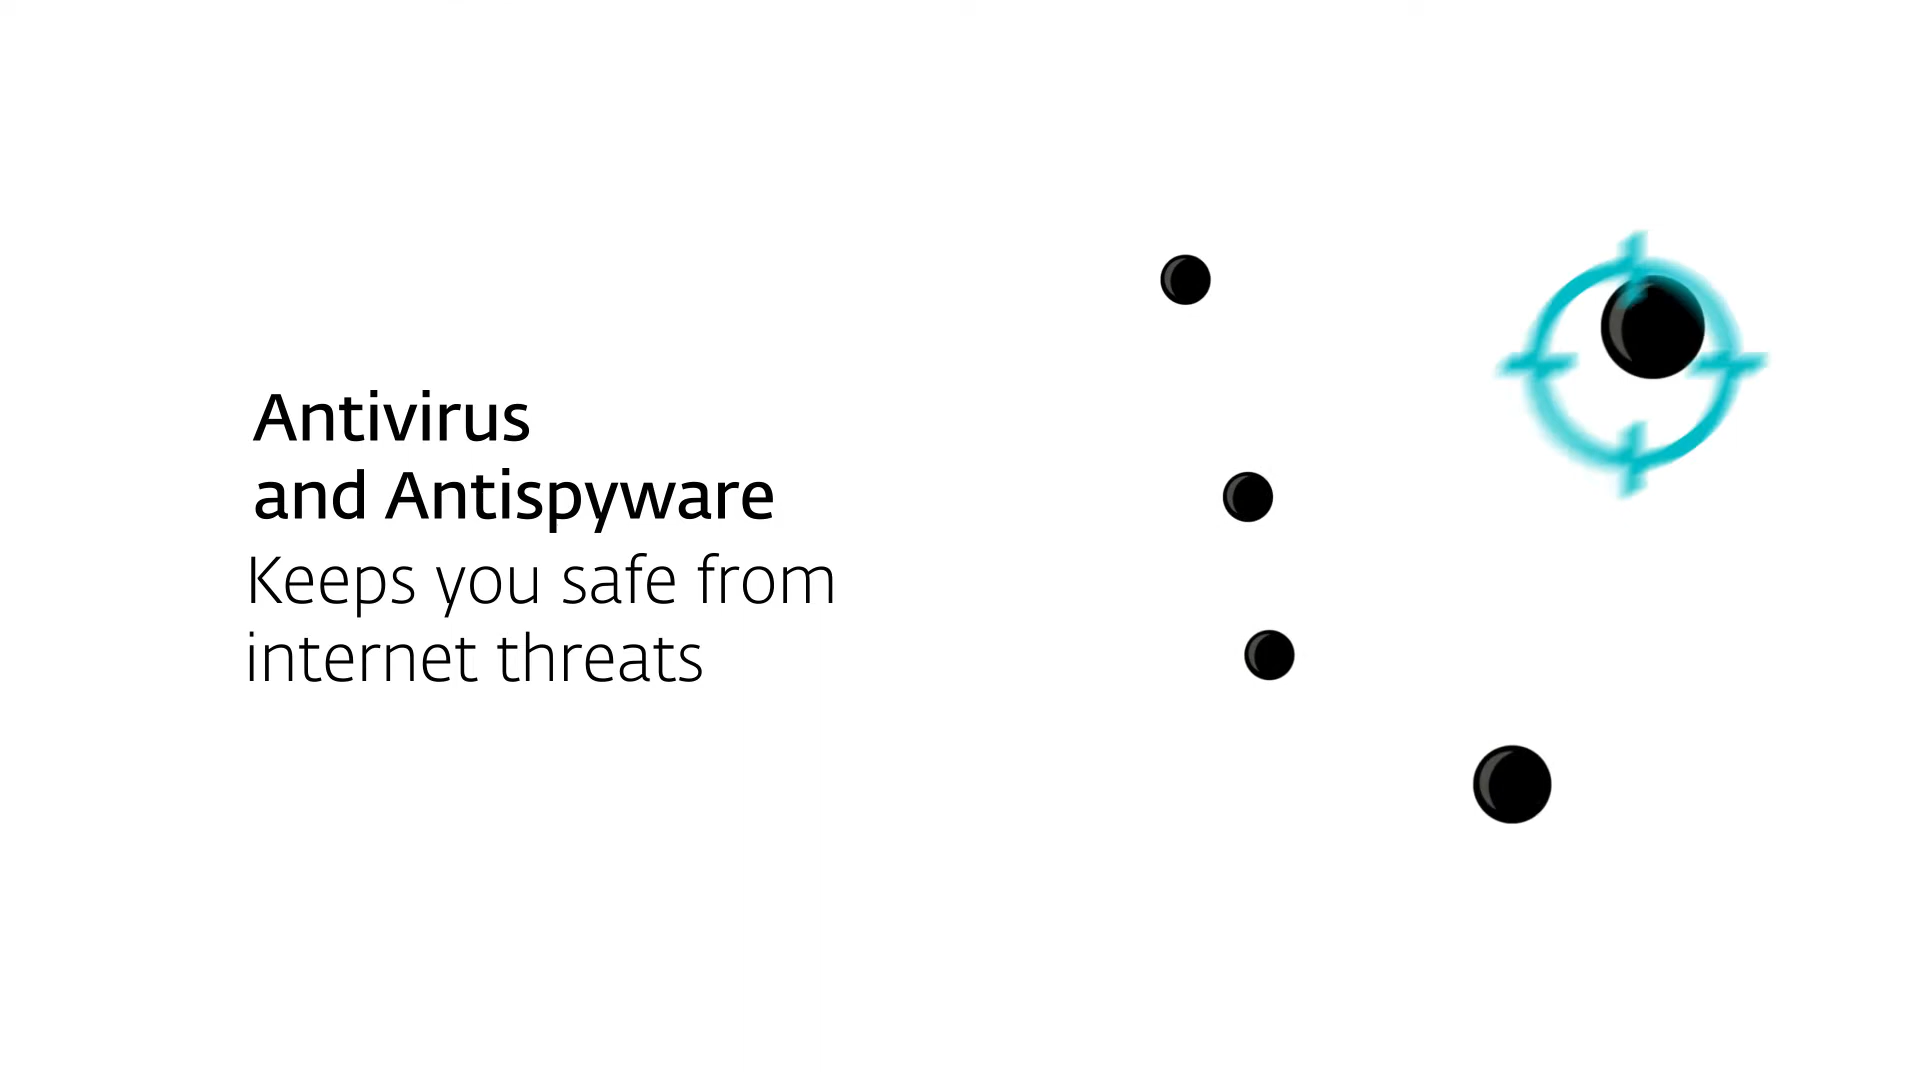 Antivirus
and Antispyware
Keeps you safe from
internet threats